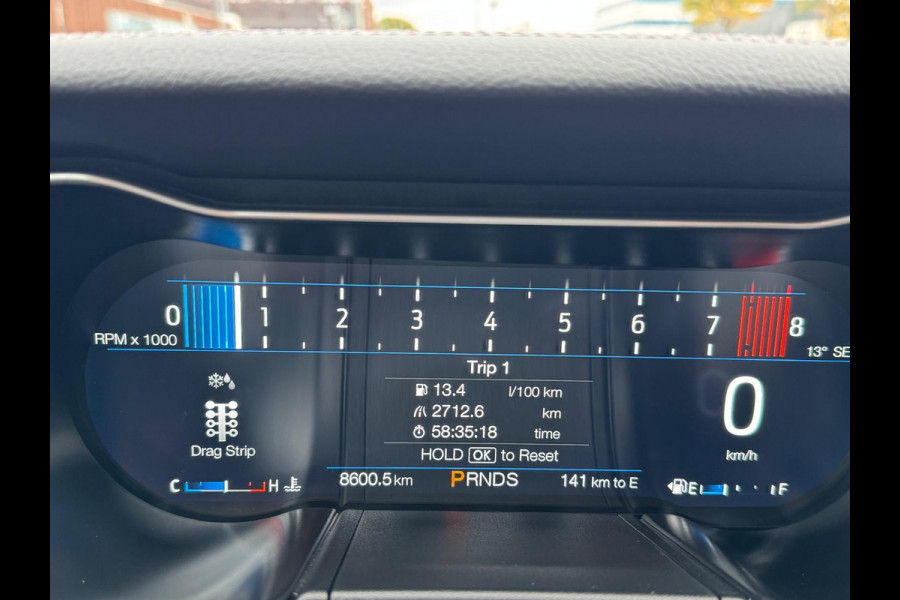 0 1 2 3 4 5 6 7 8
RPM x 1000
13° SE
Trip 1
13.4 l/100 km
2712.6 km
58:35:18 time
HOLD OK to Reset
Drag Strip
0
km/h
C H
8600.5 km PRNDS 141 km to E
E F